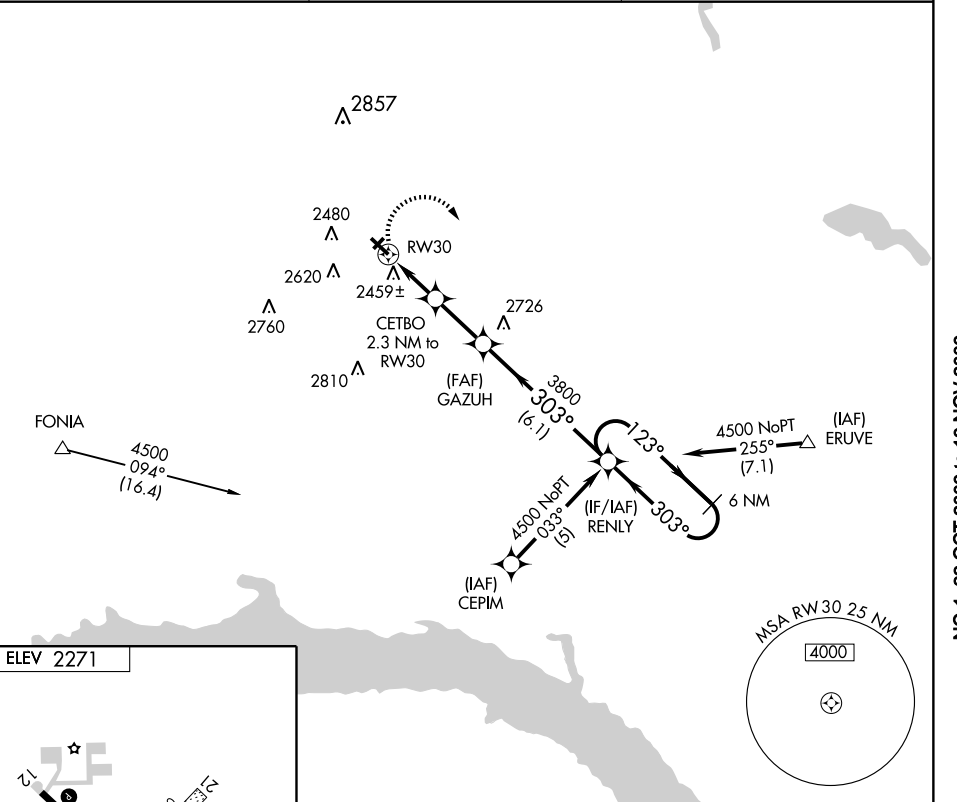 2857
2480
RW30
2620
2459±
2760
2726
CETBO
2.3 NM to
RW30
2810
(FAF)
GAZUH
3800
303°
(6.1)
FONIA
4500
094°
(16.4)
123°
4500 NoPT
255°
(7.1)
(IAF)
ERUVE
6 NM
303°
(IF/IAF)
RENLY
4500 NoPT
033°
(5)
(IAF)
CEPIM
MSA RW30 25 NM
4000
ELEV 2271
12
21
P